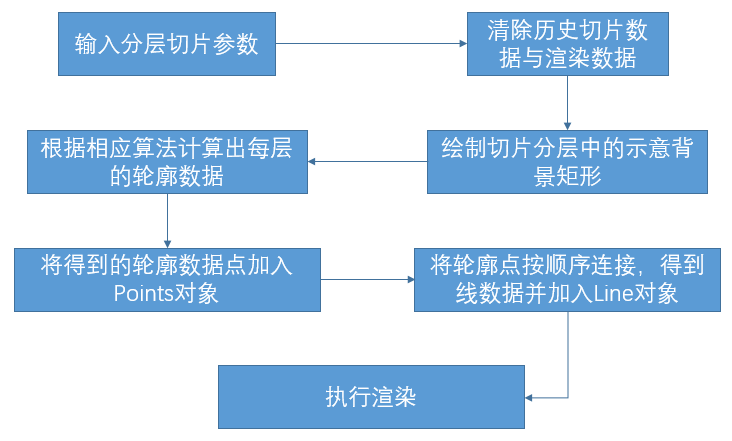 输入分层切片参数
清除历史切片数
据与渲染数据
绘制切片分层中的示意背
景矩形
根据相应算法计算出每层
的轮廓数据
将得到的轮廓数据点加入
Points对象
将轮廓点按顺序连接，得到
线数据并加入Line对象
执行渲染